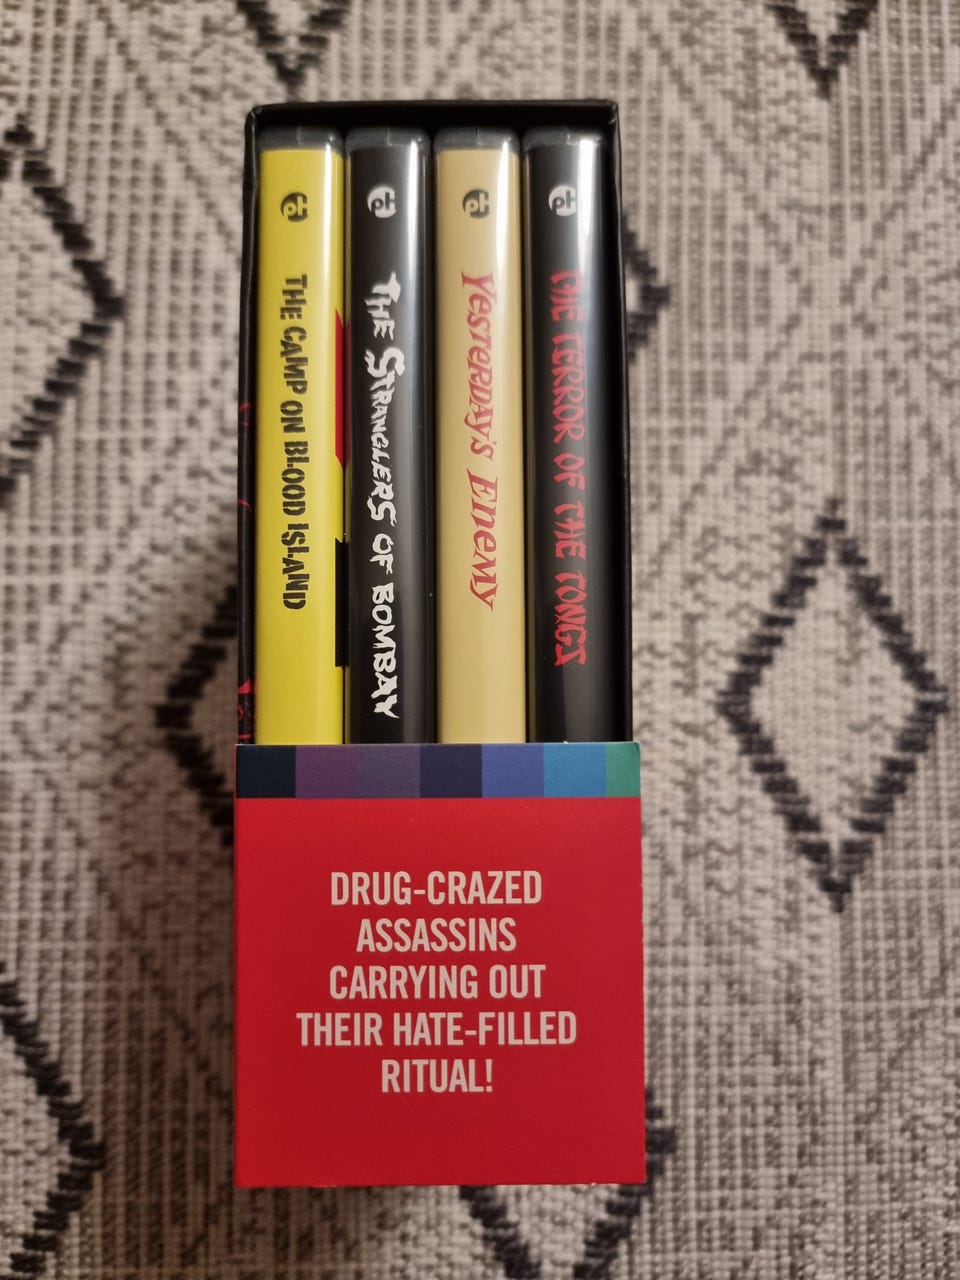 THE CAMP ON BLOOD ISLAND
THE STRANGLERS OF BOMBAY
YESTERDAY'S ENEMY
THE TERROR OF THE TONGS
DRUG-CRAZED
ASSASSINS
CARRYING OUT
THEIR HATE-FILLED
RITUAL!